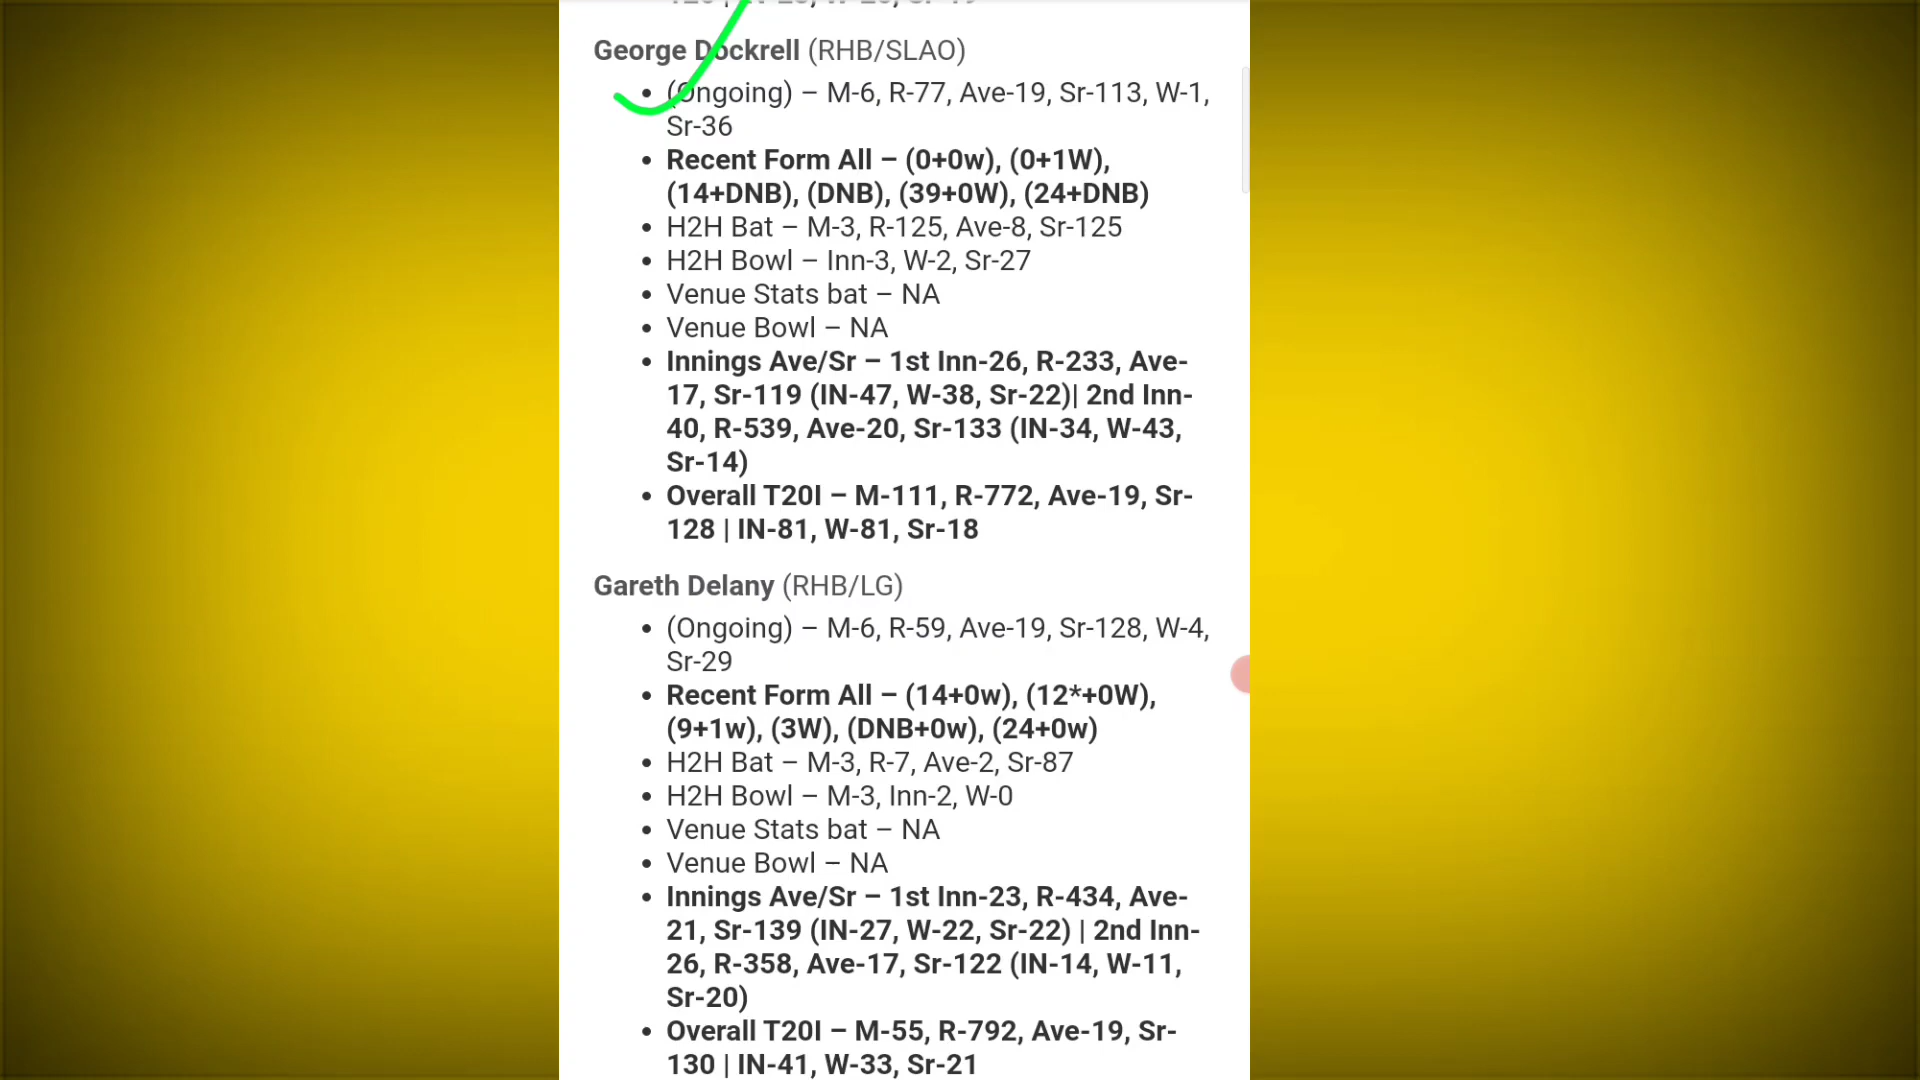 George Dockrell (RHB/SLAO)
• (Ongoing) – M-6, R-77, Ave-19, Sr-113, W-1,
Sr-36
• Recent Form All – (0+0w), (0+1W),
(14+DNB), (DNB), (39+0W), (24+DNB)
• H2H Bat – M-3, R-125, Ave-8, Sr-125
• H2H Bowl – Inn-3, W-2, Sr-27
• Venue Stats bat – NA
• Venue Bowl – NA
• Innings Ave/Sr – 1st Inn-26, R-233, Ave-
17, Sr-119 (IN-47, W-38, Sr-22)| 2nd Inn-
40, R-539, Ave-20, Sr-133 (IN-34, W-43,
Sr-14)
• Overall T20I – M-111, R-772, Ave-19, Sr-
128 | IN-81, W-81, Sr-18
Gareth Delany (RHB/LG)
• (Ongoing) – M-6, R-59, Ave-19, Sr-128, W-4,
Sr-29
• Recent Form All – (14+0w), (12*+0W),
(9+1w), (3W), (DNB+0w), (24+0w)
• H2H Bat – M-3, R-7, Ave-2, Sr-87
• H2H Bowl – M-3, Inn-2, W-0
• Venue Stats bat – NA
• Venue Bowl – NA
• Innings Ave/Sr – 1st Inn-23, R-434, Ave-
21, Sr-139 (IN-27, W-22, Sr-22) | 2nd Inn-
26, R-358, Ave-17, Sr-122 (IN-14, W-11,
Sr-20)
• Overall T20I – M-55, R-792, Ave-19, Sr-
130 | IN-41, W-33, Sr-21